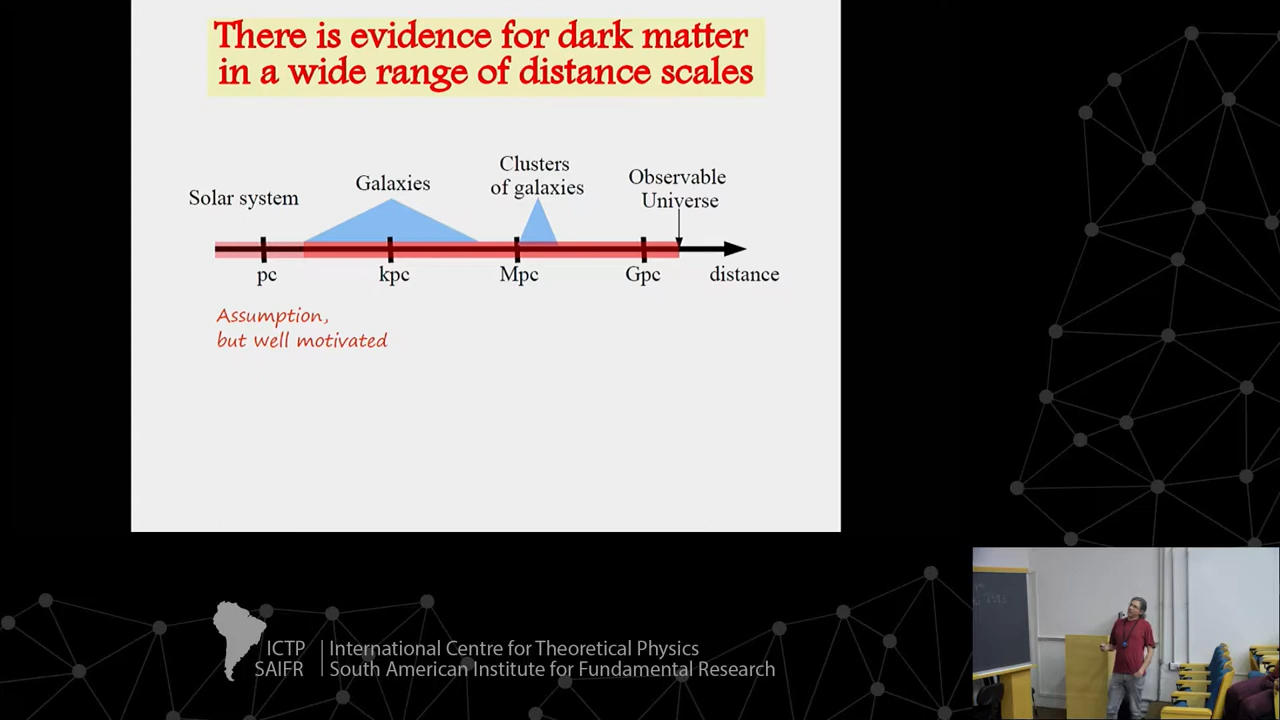 There is evidence for dark matter
in a wide range of distance scales
Clusters
of galaxies
Observable
Universe
Galaxies
Solar system
pc
kpc
Mpc
Gpc
distance
Assumption,
but well motivated
ICTP
SAIFR
International Centre for Theoretical Physics
South American Institute for Fundamental Research